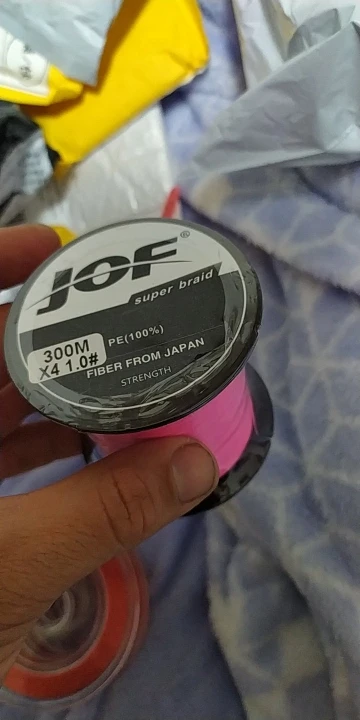 JOF®
super braid
300M
X4 1.0#
PE(100%)
FIBER FROM JAPAN
STRENGTH